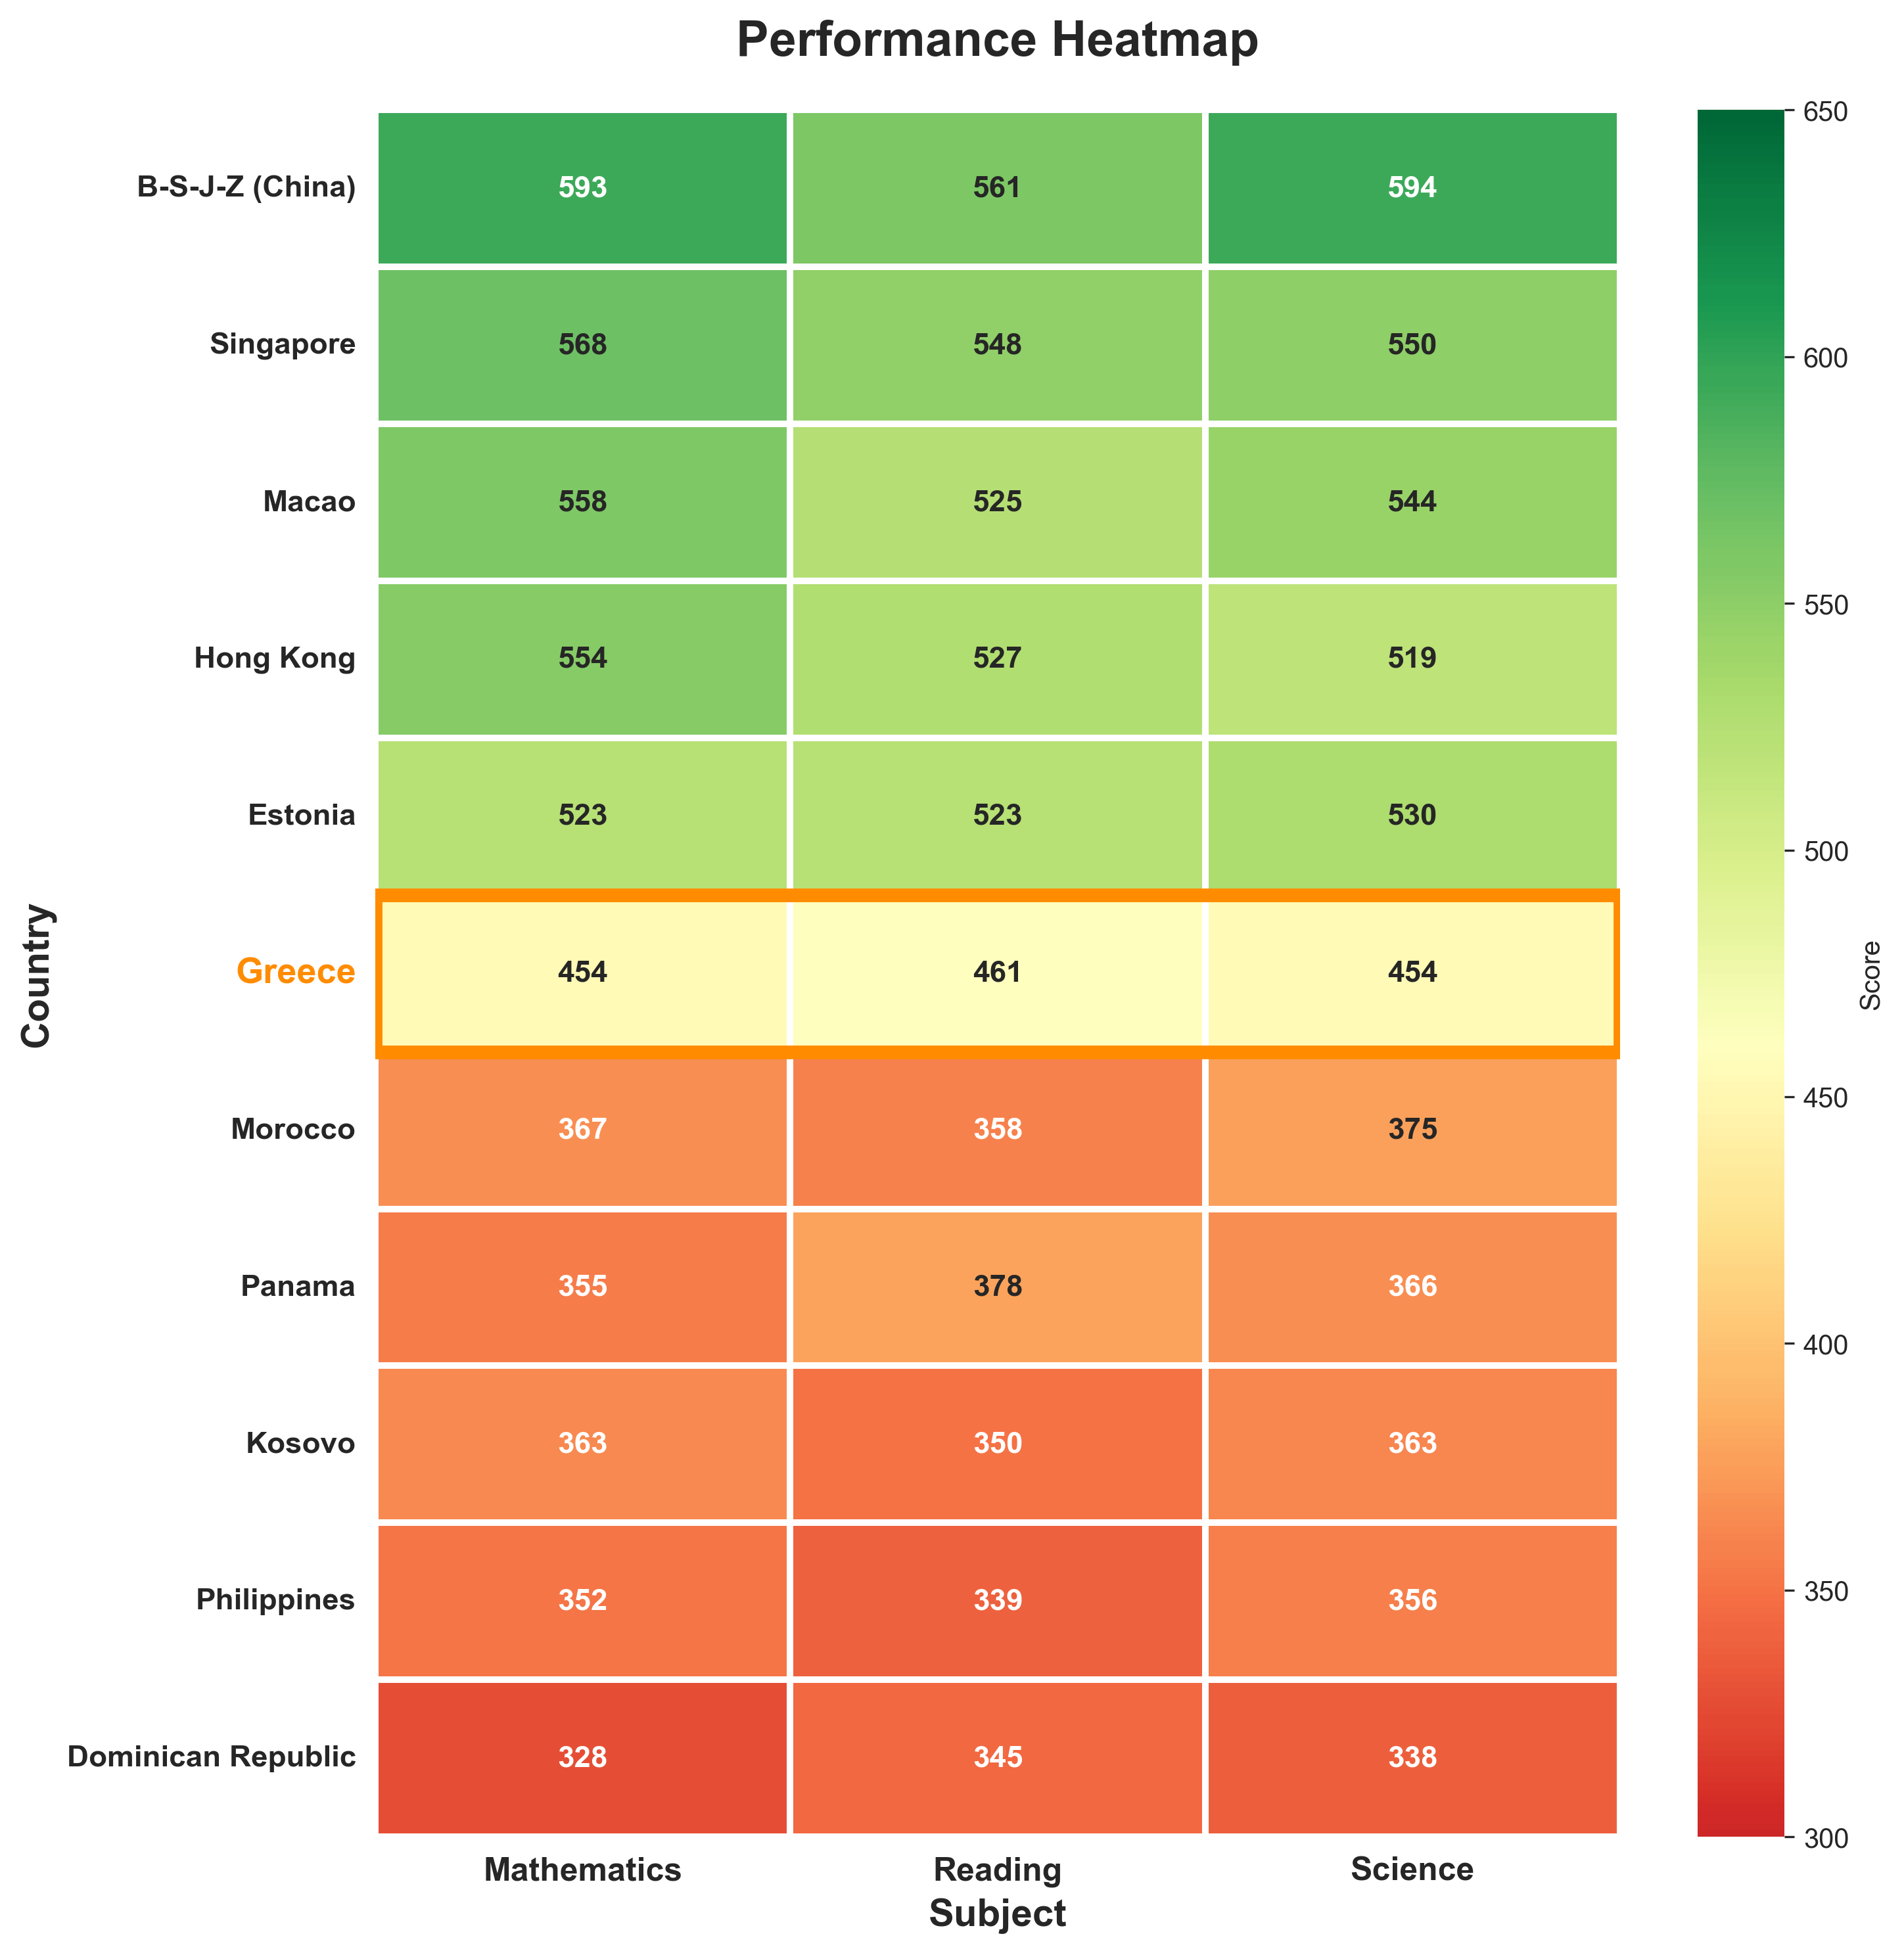 Performance Heatmap
B-S-J-Z (China) 593 561 594
Singapore 568 548 550
Macao 558 525 544
Hong Kong 554 527 519
Estonia 523 523 530
Greece 454 461 454
Morocco 367 358 375
Panama 355 378 366
Kosovo 363 350 363
Philippines 352 339 356
Dominican Republic 328 345 338
Mathematics Reading Science
Subject
Country
650
600
550
500
450
400
350
300
Score